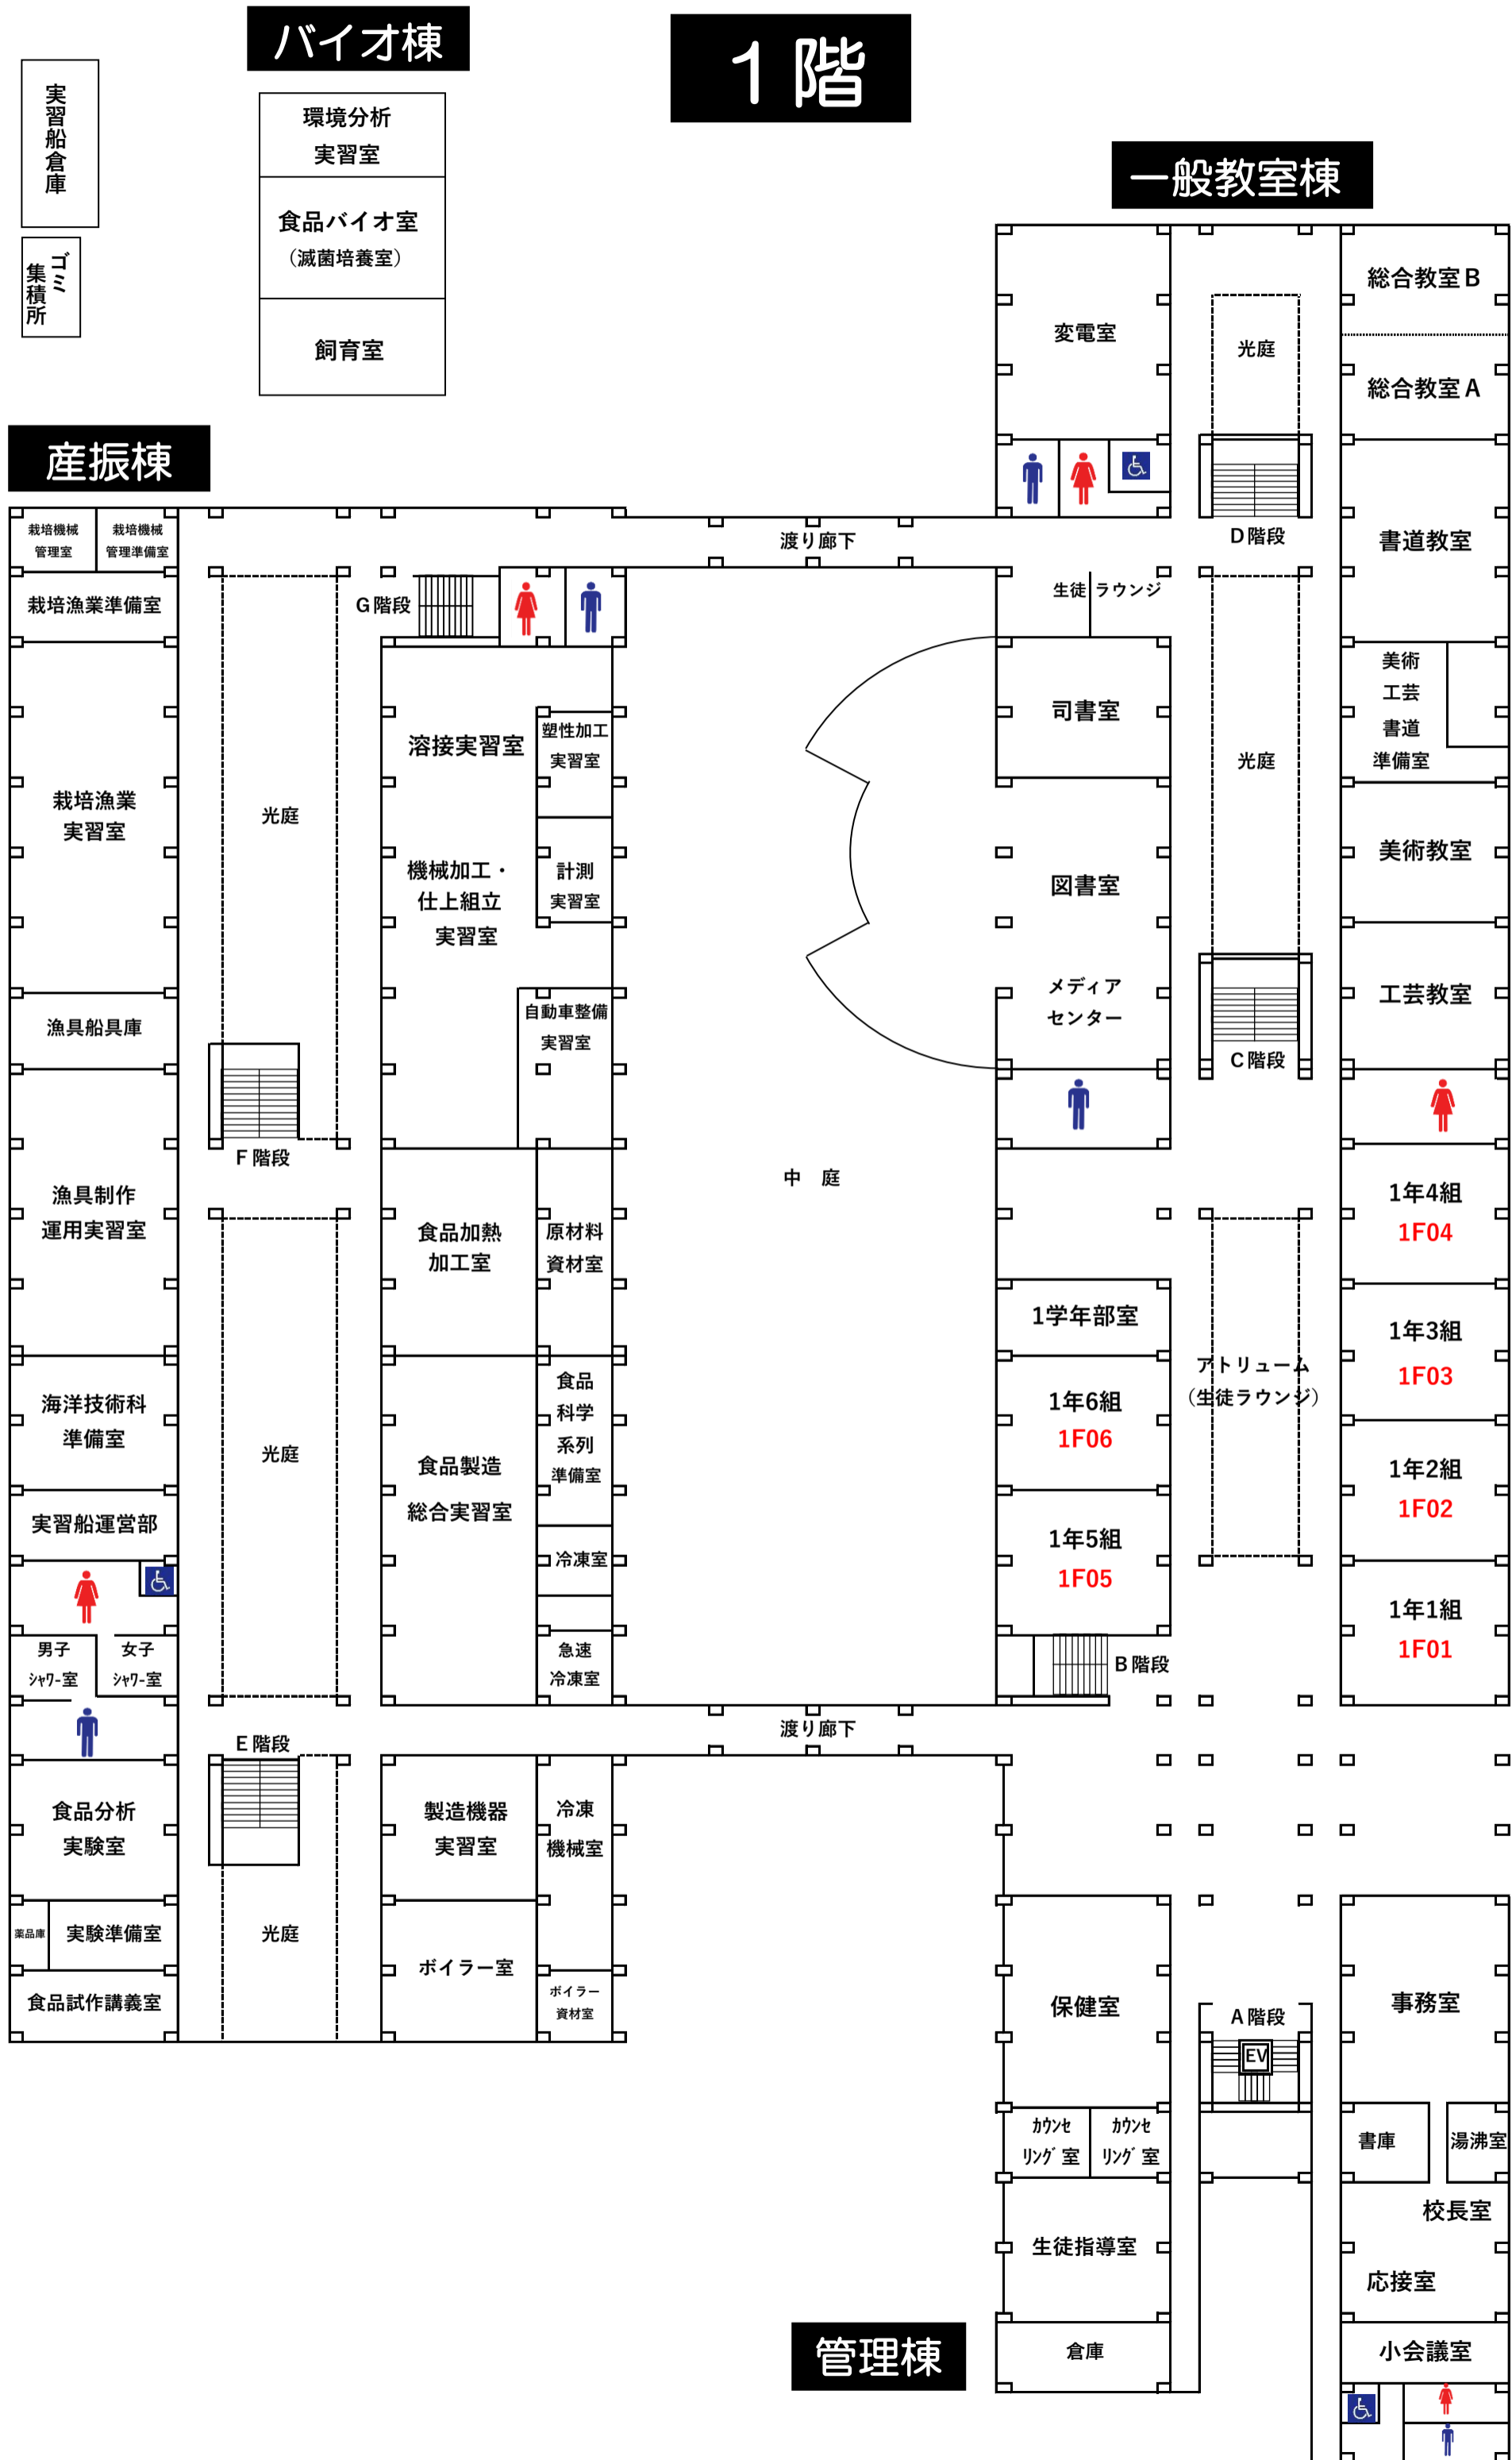 1階
バイオ棟
実習船倉庫
ゴミ
集積所
環境分析
実習室
食品バイオ室
（滅菌培養室）
飼育室
一般教室棟
変電室
光庭
総合教室B
総合教室A
D階段
書道教室
渡り廊下
生徒 ラウンジ
司書室
光庭
美術
工芸
書道
準備室
図書室
美術教室
メディア
センター
工芸教室
C階段
中　庭
1年4組
1F04
1学年部室
1年3組
1F03
アトリューム
（生徒ラウンジ）
1年6組
1F06
1年2組
1F02
1年5組
1F05
1年1組
1F01
B階段
産振棟
栽培機械
管理室
栽培機械
管理準備室
栽培漁業準備室
G階段
溶接実習室
塑性加工
実習室
栽培漁業
実習室
光庭
機械加工・
仕上組立
実習室
計測
実習室
漁具船具庫
自動車整備
実習室
F階段
漁具制作
運用実習室
食品加熱
加工室
原材料
資材室
海洋技術科
準備室
光庭
食品製造
総合実習室
食品
科学
系列
準備室
実習船運営部
冷凍室
男子
ｼｬﾜｰ室
女子
ｼｬﾜｰ室
急速
冷凍室
渡り廊下
E階段
食品分析
実験室
製造機器
実習室
冷凍
機械室
薬品庫
実験準備室
光庭
ボイラー室
食品試作講義室
ボイラー
資材室
保健室
A階段
EV
事務室
ｶｳﾝｾ
ﾘﾝｸﾞ室
ｶｳﾝｾ
ﾘﾝｸﾞ室
書庫
湯沸室
校長室
生徒指導室
応接室
管理棟
倉庫
小会議室